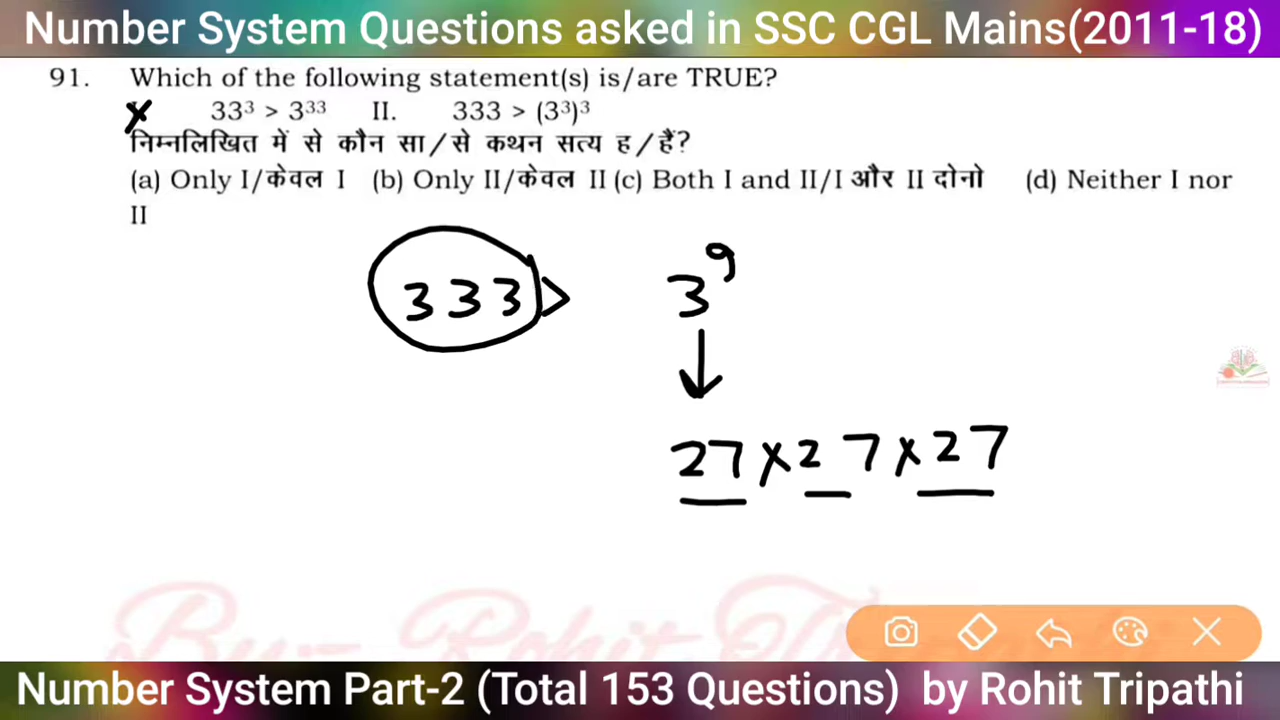 Number System Questions asked in SSC CGL Mains(2011-18)
91. Which of the following statement(s) is/are TRUE?
33³ > 3³³ II. 333 > (3³)³
निम्नलिखित में से कौन सा/से कथन सत्य ह/हैं?
(a) Only I/केवल I (b) Only II/केवल II (c) Both I and II/I और II दोनो (d) Neither I nor
II
333 > 3⁹
27 x 27 x 27
By:- Rohit
Number System Part-2 (Total 153 Questions) by Rohit Tripathi